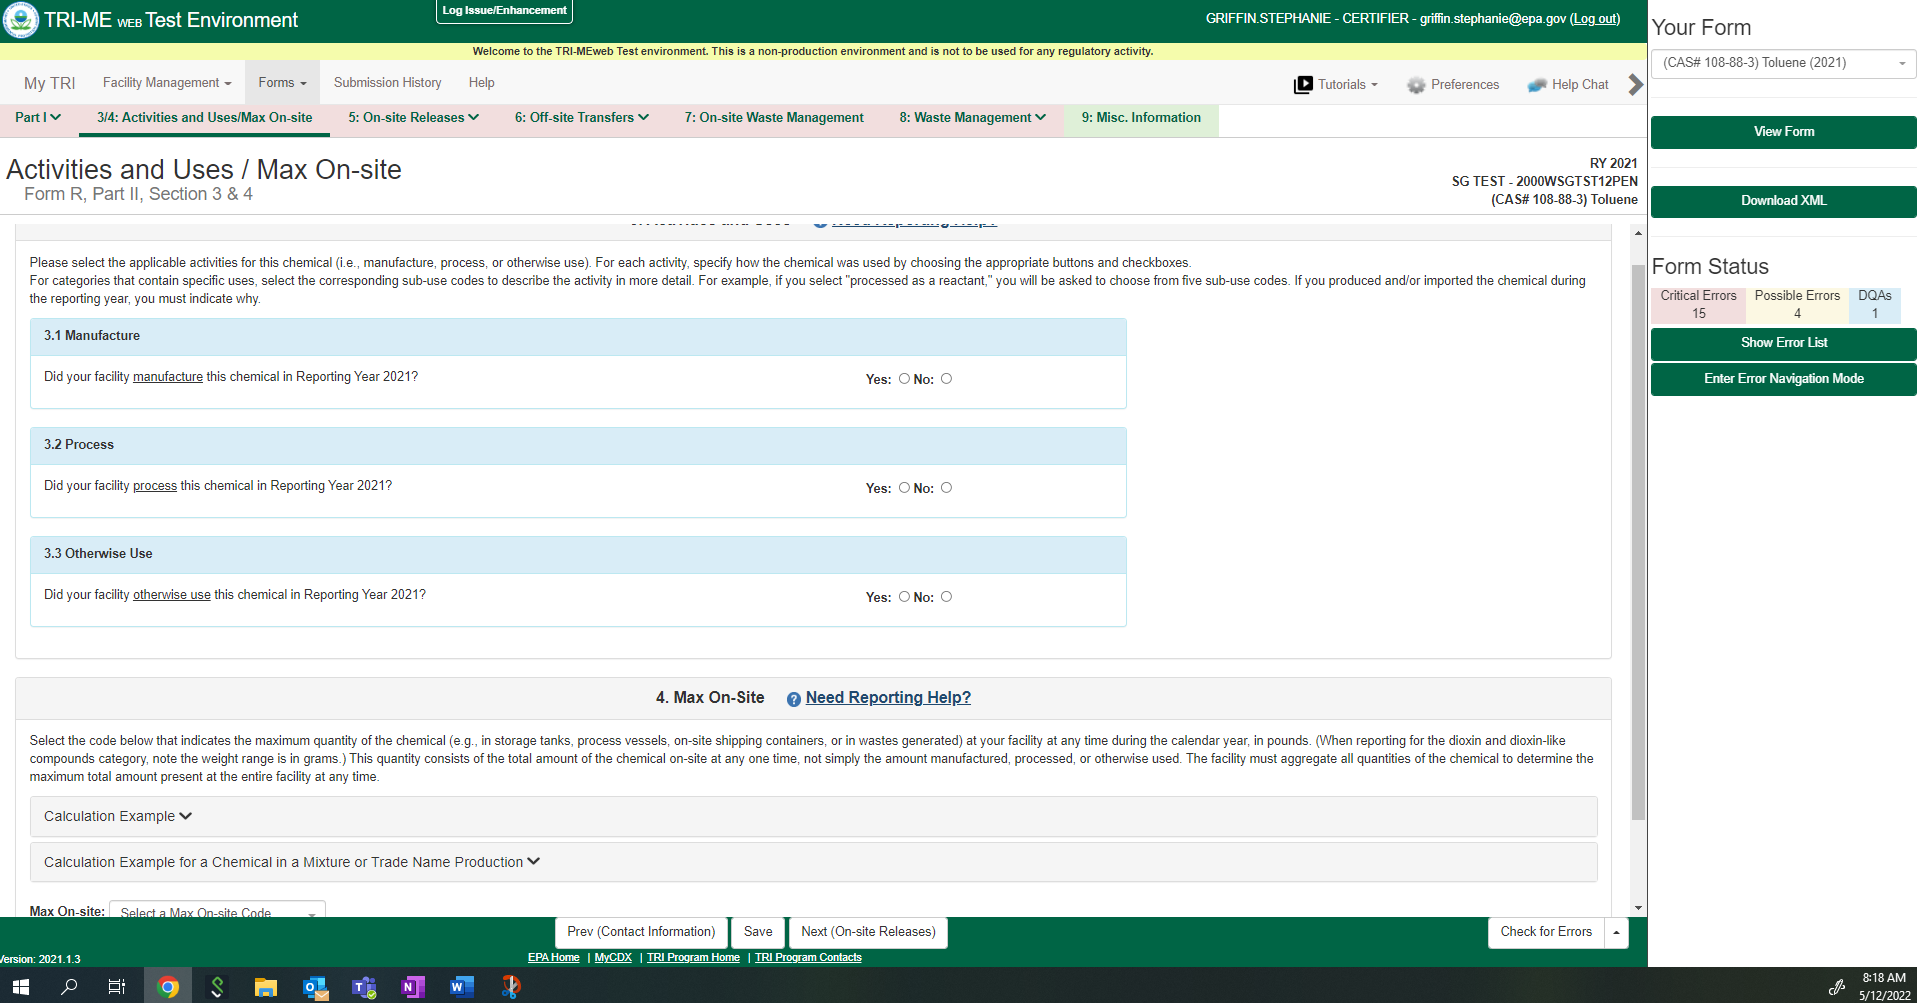 TRI-ME WEB Test Environment
Log Issue/Enhancement
GRIFFIN.STEPHANIE - CERTIFIER - griffin.stephanie@epa.gov (Log out)
Welcome to the TRI-MEweb Test environment. This is a non-production environment and is not to be used for any regulatory activity.
My TRI Facility Management Forms Submission History Help Tutorials Preferences Help Chat
Part I 3/4: Activities and Uses/Max On-site 5: On-site Releases 6: Off-site Transfers 7: On-site Waste Management 8: Waste Management 9: Misc. Information
Activities and Uses / Max On-site
Form R, Part II, Section 3 & 4
RY 2021
SG TEST - 2000WSGTST12PEN
(CAS# 108-88-3) Toluene
Please select the applicable activities for this chemical (i.e., manufacture, process, or otherwise use). For each activity, specify how the chemical was used by choosing the appropriate buttons and checkboxes.
For categories that contain specific uses, select the corresponding sub-use codes to describe the activity in more detail. For example, if you select "processed as a reactant," you will be asked to choose from five sub-use codes. If you produced and/or imported the chemical during
the reporting year, you must indicate why.
3.1 Manufacture
Did your facility manufacture this chemical in Reporting Year 2021? Yes: No:
3.2 Process
Did your facility process this chemical in Reporting Year 2021? Yes: No:
3.3 Otherwise Use
Did your facility otherwise use this chemical in Reporting Year 2021? Yes: No:
4. Max On-Site Need Reporting Help?
Select the code below that indicates the maximum quantity of the chemical (e.g., in storage tanks, process vessels, on-site shipping containers, or in wastes generated) at your facility at any time during the calendar year, in pounds. (When reporting for the dioxin and dioxin-like
compounds category, note the weight range is in grams.) This quantity consists of the total amount of the chemical on-site at any one time, not simply the amount manufactured, processed, or otherwise used. The facility must aggregate all quantities of the chemical to determine the
maximum total amount present at the entire facility at any time.
Calculation Example
Calculation Example for a Chemical in a Mixture or Trade Name Production
Max On-site: Select a Max On-site Code
Prev (Contact Information) Save Next (On-site Releases) Check for Errors
Version: 2021.1.3
EPA Home | MyCDX | TRI Program Home | TRI Program Contacts
Your Form
(CAS# 108-88-3) Toluene (2021)
View Form
Download XML
Form Status
Critical Errors Possible Errors DQAs
15 4 1
Show Error List
Enter Error Navigation Mode
8:18 AM
5/12/2022